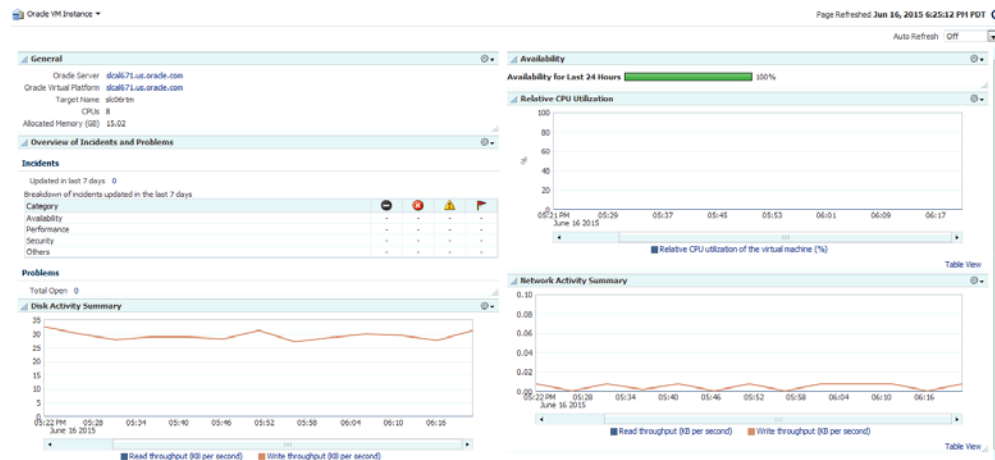 Oracle VM Instance
Page Refreshed Jun 16, 2015 6:25:12 PM PDT
Auto Refresh Off
General
Oracle Server slcal671.us.oracle.com
Oracle Virtual Platform slcal671.us.oracle.com
Target Name slc06rtm
CPUs 8
Allocated Memory (GB) 15.02
Overview of Incidents and Problems
Incidents
Updated in last 7 days 0
Breakdown of incidents updated in the last 7 days
Category
Availability - - - -
Performance - - - -
Security - - - -
Others - - - -
Problems
Total Open 0
Disk Activity Summary
35
30
25
20
15
10
5
0
05:22 PM 05:28 05:34 05:40 05:46 05:52 05:58 06:04 06:10 06:16
June 16 2015
Read throughput (KB per second) Write throughput (KB per second)
Availability
Availability for Last 24 Hours 100%
Relative CPU Utilization
100
80
60
40
20
0
%
05:21 PM 05:29 05:37 05:45 05:53 06:01 06:09 06:17
June 16 2015
Relative CPU utilization of the virtual machine (%)
Table View
Network Activity Summary
0.10
0.08
0.06
0.04
0.02
0.00
05:22 PM 05:28 05:34 05:40 05:46 05:52 05:58 06:04 06:10 06:16
June 16 2015
Read throughput (KB per second) Write throughput (KB per second)
Table View